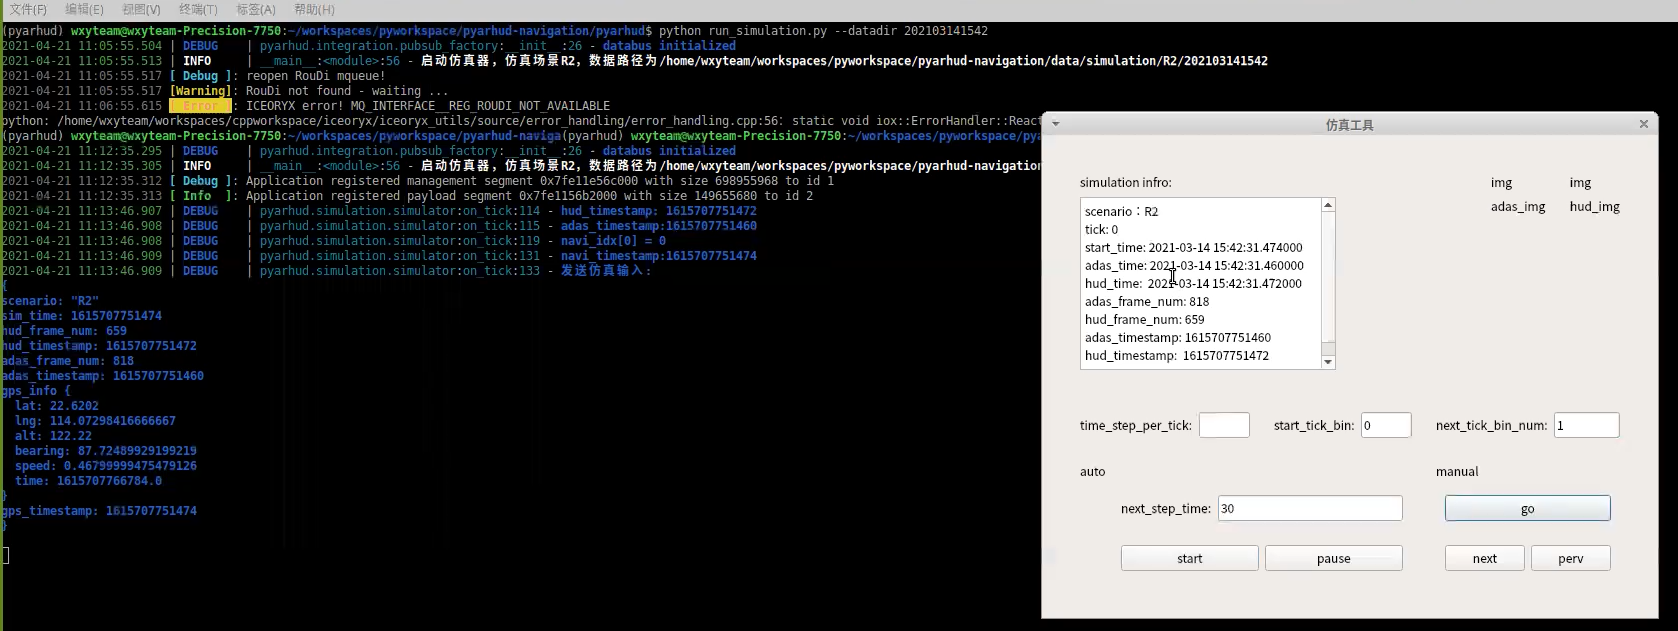 文件(F) 编辑(E) 视图(V) 终端(T) 标签(A) 帮助(H)
(pyarhud) wxyteam@wxyteam-Precision-7750:~/workspaces/pyworkspace/pyarhud-navigation/pyarhud$ python run_simulation.py --datadir 202103141542
2021-04-21 11:05:55.504 | DEBUG | pyarhud.integration.pubsub_factory:__init__:26 - databus initialized
2021-04-21 11:05:55.513 | INFO | __main__:<module>:56 - 启动仿真器，仿真场景R2，数据路径为/home/wxyteam/workspaces/pyworkspace/pyarhud-navigation/data/simulation/R2/202103141542
2021-04-21 11:05:55.517 [ Debug ]: reopen RouDi mqueue!
2021-04-21 11:05:55.517 [Warning]: RouDi not found - waiting ...
2021-04-21 11:06:55.615 [ Error ]: ICEORYX error! MQ_INTERFACE__REG_ROUDI_NOT_AVAILABLE
python: /home/wxyteam/workspaces/cppworkspace/iceoryx/iceoryx_utils/source/error_handling/error_handling.cpp:56: static void iox::ErrorHandler::React
(pyarhud) wxyteam@wxyteam-Precision-7750:~/workspaces/pyworkspace/pyarhud-naviga(pyarhud) wxyteam@wxyteam-Precision-7750:~/workspaces/pyworkspace/pya
2021-04-21 11:12:35.295 | DEBUG | pyarhud.integration.pubsub_factory:__init__:26 - databus initialized
2021-04-21 11:12:35.305 | INFO | __main__:<module>:56 - 启动仿真器，仿真场景R2，数据路径为/home/wxyteam/workspaces/pyworkspace/pyarhud-navigation
2021-04-21 11:12:35.312 [ Debug ]: Application registered management segment 0x7fe11e56c000 with size 698955968 to id 1
2021-04-21 11:12:35.313 [ Info ]: Application registered payload segment 0x7fe1156b2000 with size 149655680 to id 2
2021-04-21 11:13:46.907 | DEBUG | pyarhud.simulation.simulator:on_tick:114 - hud_timestamp: 1615707751472
2021-04-21 11:13:46.908 | DEBUG | pyarhud.simulation.simulator:on_tick:115 - adas_timestamp:1615707751460
2021-04-21 11:13:46.908 | DEBUG | pyarhud.simulation.simulator:on_tick:119 - navi_idx[0] = 0
2021-04-21 11:13:46.909 | DEBUG | pyarhud.simulation.simulator:on_tick:131 - navi_timestamp:1615707751474
2021-04-21 11:13:46.909 | DEBUG | pyarhud.simulation.simulator:on_tick:133 - 发送仿真输入:
{
scenario: "R2"
sim_time: 1615707751474
hud_frame_num: 659
hud_timestamp: 1615707751472
adas_frame_num: 818
adas_timestamp: 1615707751460
gps_info {
lat: 22.6202
lng: 114.07298416666667
alt: 122.22
bearing: 87.72489929199219
speed: 0.46799999475479126
time: 1615707766784.0
}
gps_timestamp: 1615707751474
}
仿真工具
simulation infro:
img img
adas_img hud_img
scenario：R2
tick: 0
start_time: 2021-03-14 15:42:31.474000
adas_time: 2021-03-14 15:42:31.460000
hud_time: 2021-03-14 15:42:31.472000
adas_frame_num: 818
hud_frame_num: 659
adas_timestamp: 1615707751460
hud_timestamp: 1615707751472
time_step_per_tick: start_tick_bin: 0 next_tick_bin_num: 1
auto manual
next_step_time: 30 go
start pause next perv